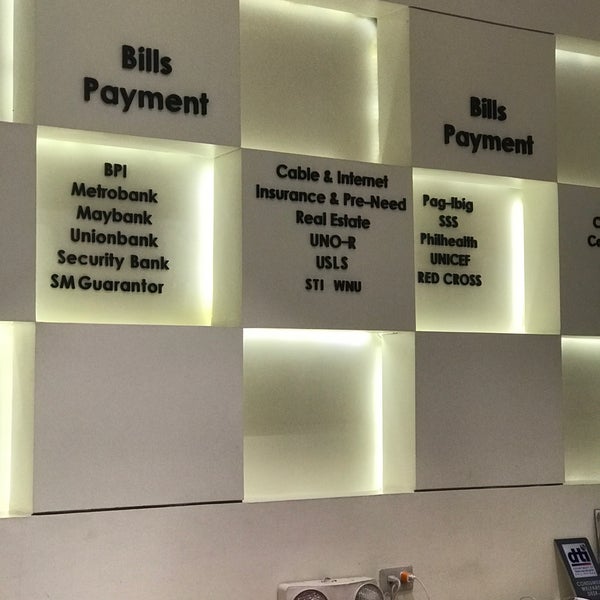 Bills
Payment
BPI
Metrobank
Maybank
Unionbank
Security Bank
SM Guarantor
Cable & Internet
Insurance & Pre-Need
Real Estate
UNO-R
USLS
STI WNU
Bills
Payment
Pag-Ibig
SSS
Philhealth
UNICEF
RED CROSS
C
Ce
dti